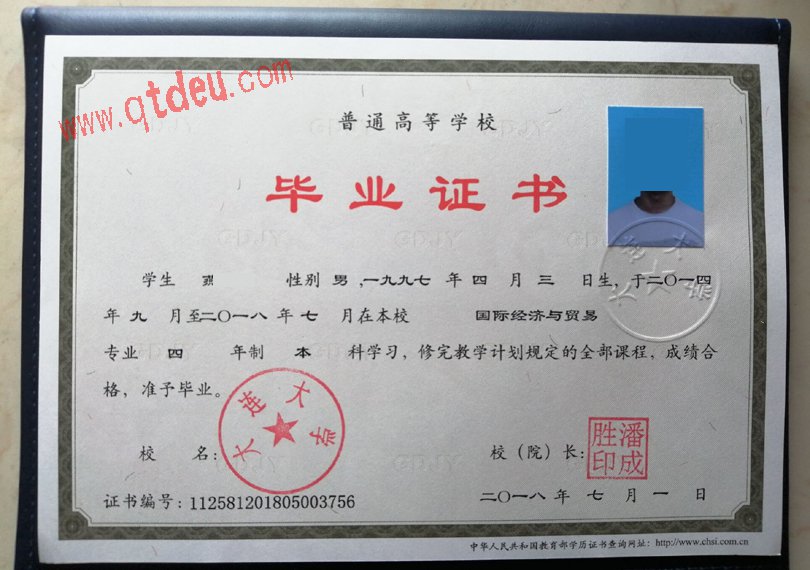 www.qtdeu.com
普通高等学校
毕业证书
学生 性别 男 ,一九九七 年 四 月 三 日生, 于二〇一四
年 九 月至二〇一八 年 七 月在本校 国际经济与贸易
专业 四 年制 本 科学习, 修完教学计划规定的全部课程, 成绩合
格, 准予毕业。
大连大学
校 名:
大连大学
校(院)长:
潘成胜印
证书编号: 112581201805003756
二〇一八 年 七 月 一 日
中华人民共和国教育部学历证书查询网址: http://www.chsi.com.cn